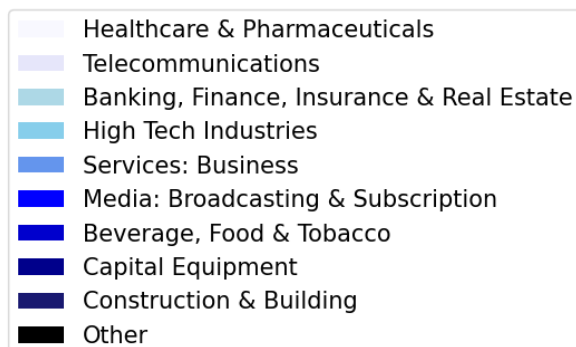 Healthcare & Pharmaceuticals
Telecommunications
Banking, Finance, Insurance & Real Estate
High Tech Industries
Services: Business
Media: Broadcasting & Subscription
Beverage, Food & Tobacco
Capital Equipment
Construction & Building
Other